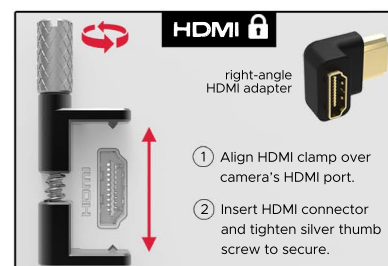 HDMI
right-angle
HDMI adapter
HDMI
1 Align HDMI clamp over
camera's HDMI port.
2 Insert HDMI connector
and tighten silver thumb
screw to secure.